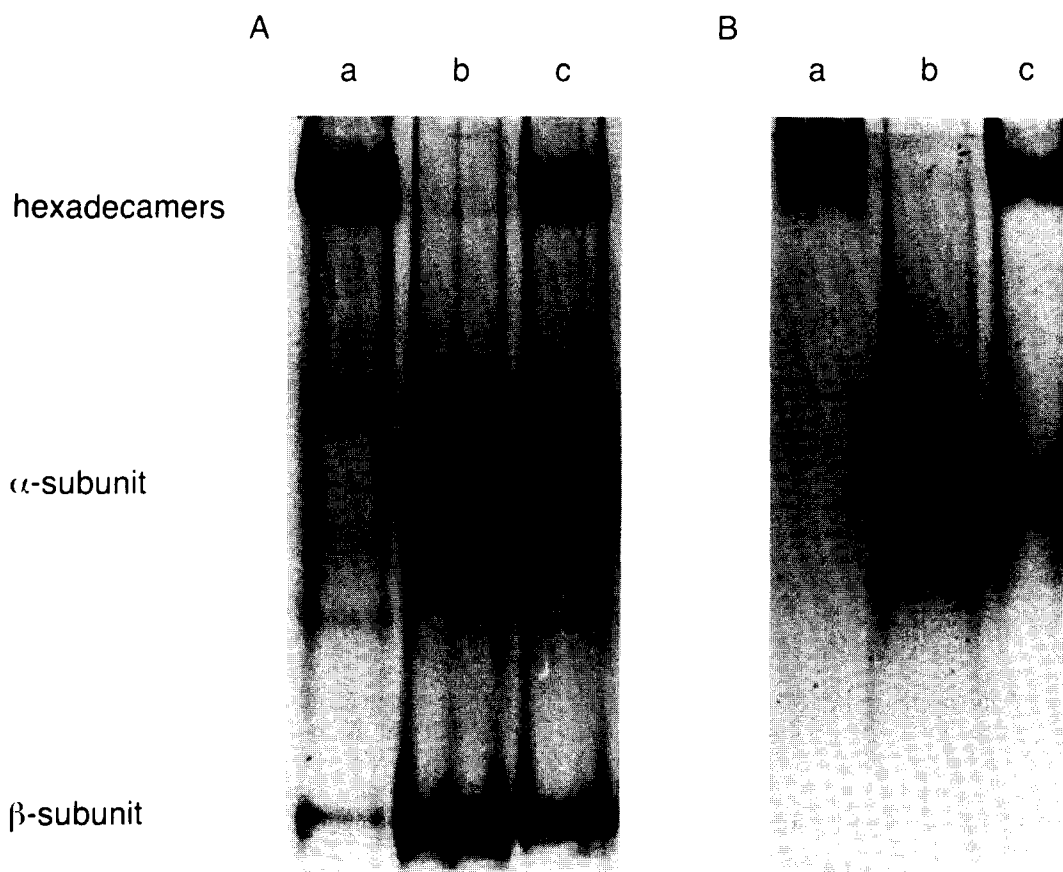 A B
a b c a b c
hexadecamers
α-subunit
β-subunit